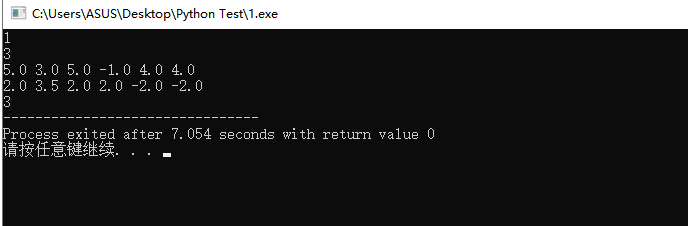 C:\Users\ASUS\Desktop\Python Test\1.exe
1
3
5.0 3.0 5.0 -1.0 4.0 4.0
2.0 3.5 2.0 2.0 -2.0 -2.0
3
--------------------------------
Process exited after 7.054 seconds with return value 0
请按任意键继续. . .